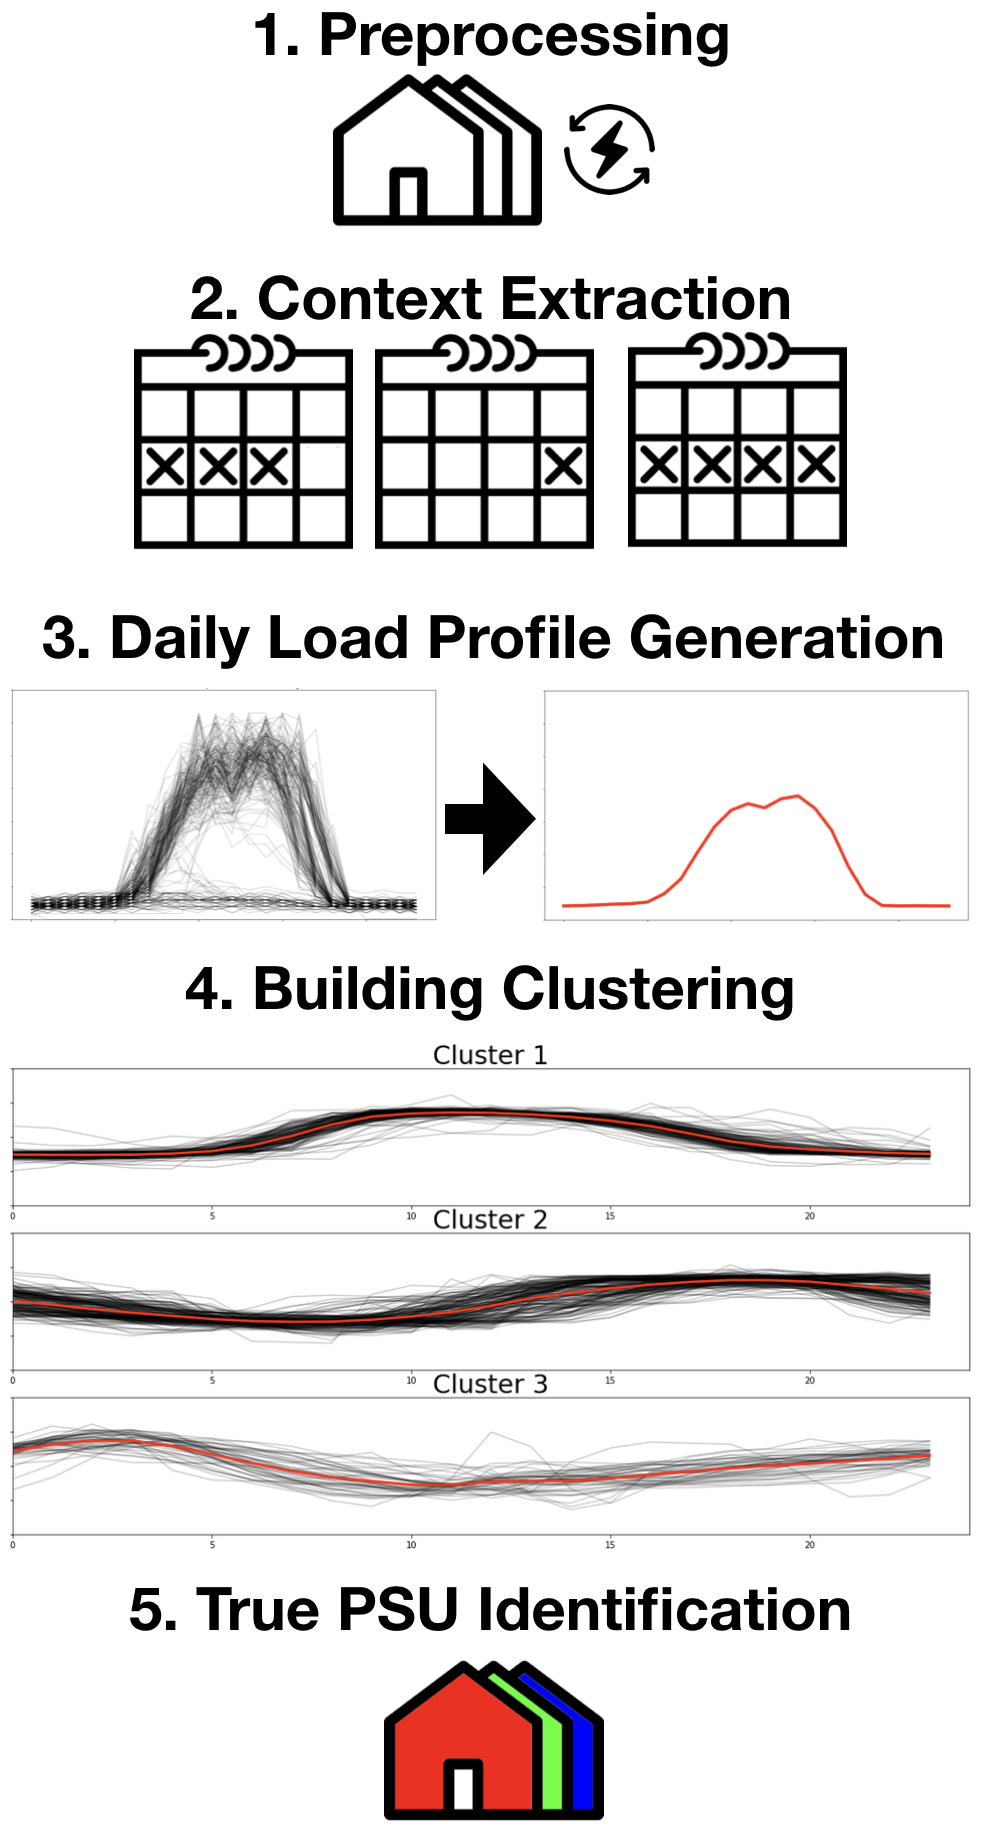 1. Preprocessing
2. Context Extraction
3. Daily Load Profile Generation
4. Building Clustering
Cluster 1
0 5 10 15 20
Cluster 2
0 5 10 15 20
Cluster 3
0 5 10 15 20
5. True PSU Identification